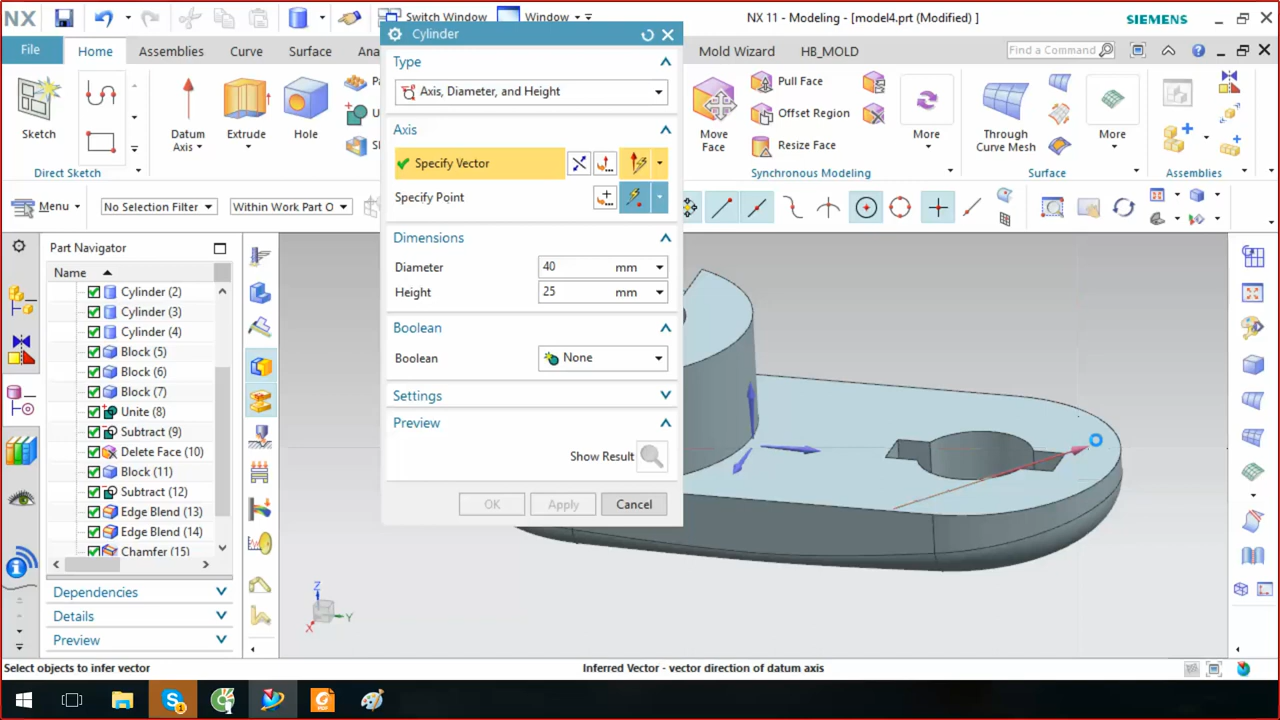 NX
Switch Window
Window
NX 11 - Modeling - [model4.prt (Modified) ]
SIEMENS
File
Home
Assemblies
Curve
Surface
Ana
Mold Wizard
HB_MOLD
Find a Command
Cylinder
Type
Axis, Diameter, and Height
Axis
Specify Vector
Specify Point
Dimensions
Diameter
40
mm
Height
25
mm
Boolean
Boolean
None
Settings
Preview
Show Result
OK
Apply
Cancel
Sketch
Direct Sketch
Datum
Axis
Extrude
Hole
Pa
U
Move
Face
Pull Face
Offset Region
Resize Face
More
Synchronous Modeling
Through
Curve Mesh
More
Surface
Assemblies
Menu
No Selection Filter
Within Work Part O
Part Navigator
Name
Cylinder (2)
Cylinder (3)
Cylinder (4)
Block (5)
Block (6)
Block (7)
Unite (8)
Subtract (9)
Delete Face (10)
Block (11)
Subtract (12)
Edge Blend (13)
Edge Blend (14)
Chamfer (15)
Dependencies
Details
Preview
Z
Y
X
Select objects to infer vector
Inferred Vector - vector direction of datum axis